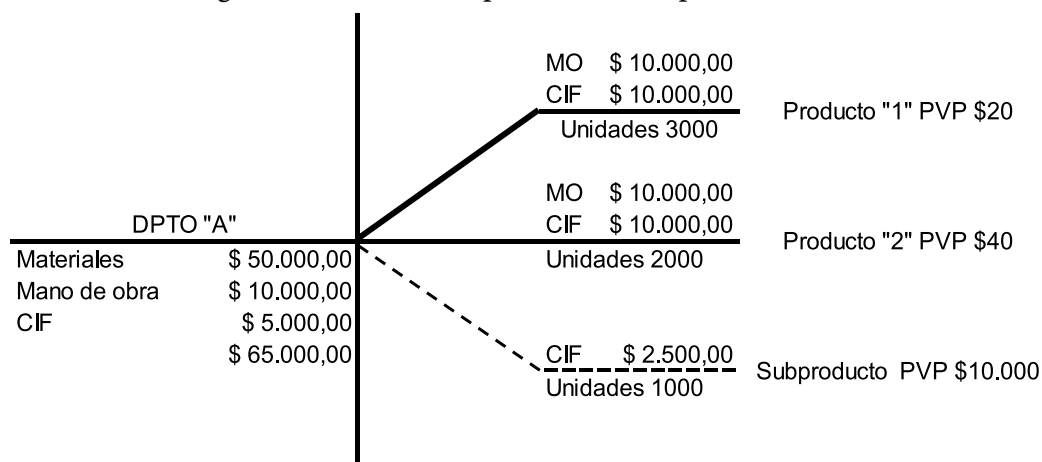 MO $ 10.000,00
CIF $ 10.000,00
Producto "1" PVP $20
Unidades 3000
MO $ 10.000,00
DPTO "A"
CIF $ 10.000,00
Producto "2" PVP $40
Materiales $ 50.000,00
Unidades 2000
Mano de obra $ 10.000,00
CIF $ 5.000,00
$ 65.000,00
CIF $ 2.500,00
Subproducto PVP $10.000
Unidades 1000